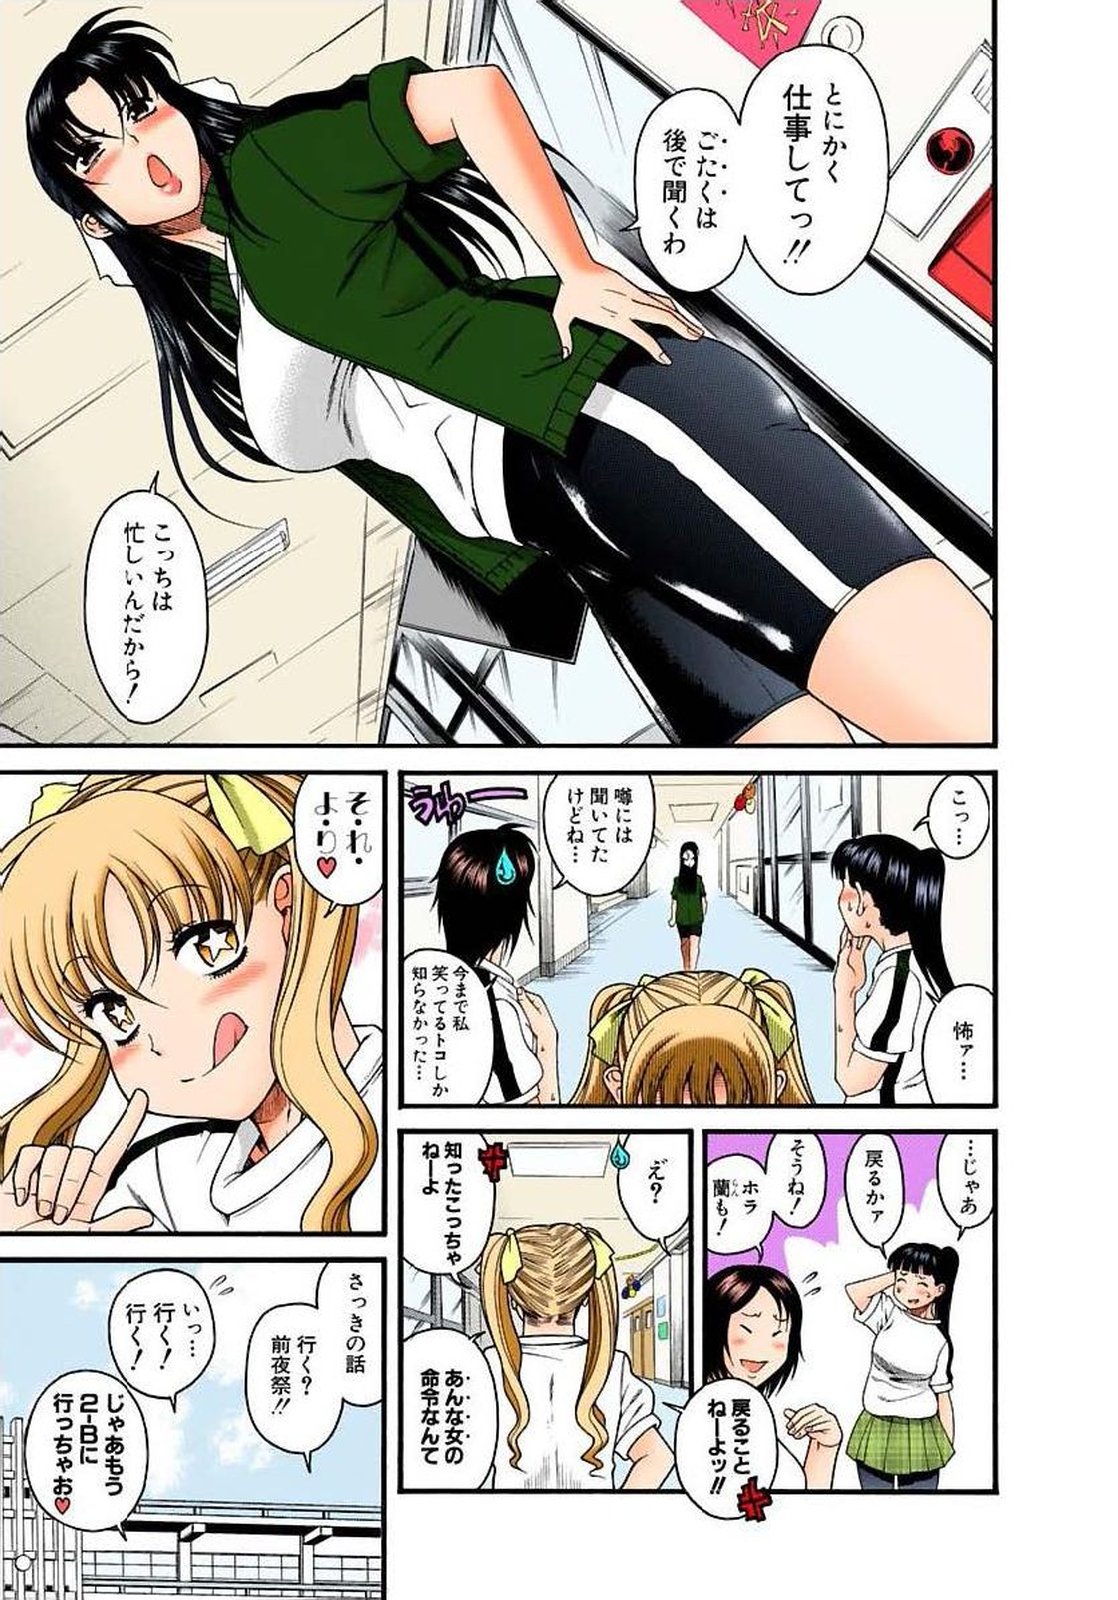 とにかく
仕事してっ!!
ごたくは
後で聞くわ
こっちは
忙しいんだから!
こっ…
怖ァ…
噂には
聞いてた
けどね…
うゅー
今まで私
笑ってるトコしか
知らなかった…
…じゃあ
戻るかァ
そうね!
ホラ
蘭も!
らん
戻ること
ねーよッ!!
え?
知ったこっちゃ
ねーよ
あんな女の
命令なんて
それ
より♥
さっきの話
行く?
前夜祭!!
いっ…
行く!
行く!
じゃあもう
2-Bに
行っちゃお♥